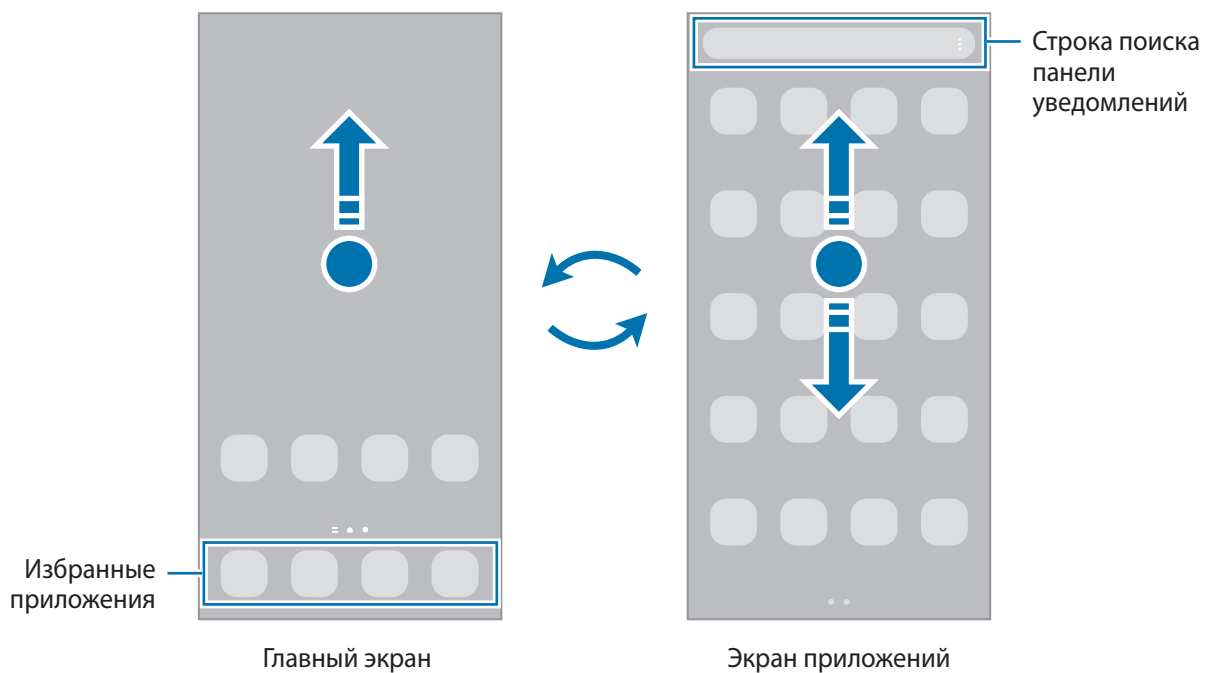 Строка поиска
панели
уведомлений
Избранные
приложения
Главный экран
Экран приложений